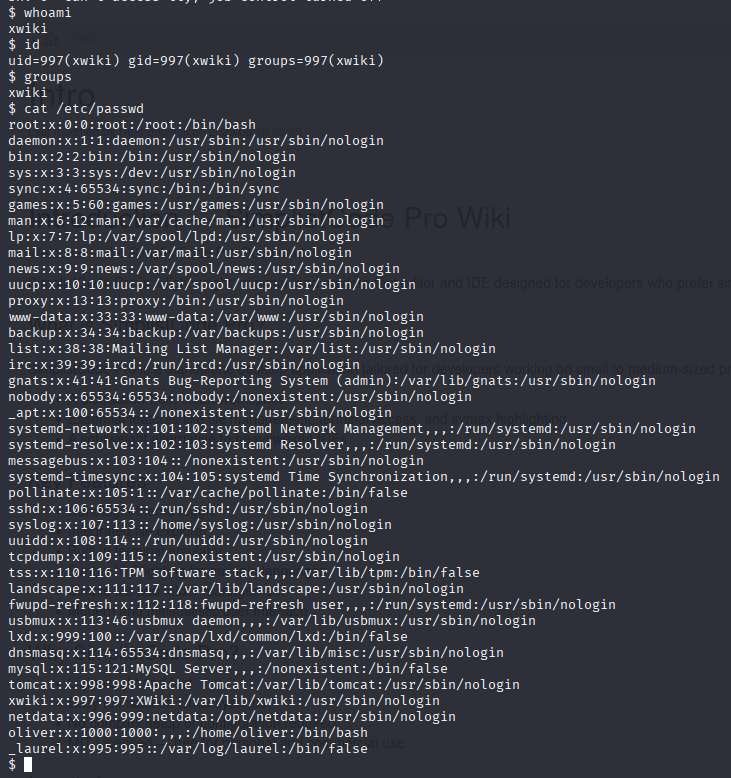 $ whoami
xwiki
$ id
uid=997(xwiki) gid=997(xwiki) groups=997(xwiki)
$ groups
xwiki
$ cat /etc/passwd
root:x:0:0:root:/root:/bin/bash
daemon:x:1:1:daemon:/usr/sbin:/usr/sbin/nologin
bin:x:2:2:bin:/bin:/usr/sbin/nologin
sys:x:3:3:sys:/dev:/usr/sbin/nologin
sync:x:4:65534:sync:/bin:/bin/sync
games:x:5:60:games:/usr/games:/usr/sbin/nologin
man:x:6:12:man:/var/cache/man:/usr/sbin/nologin
lp:x:7:7:lp:/var/spool/lpd:/usr/sbin/nologin
mail:x:8:8:mail:/var/mail:/usr/sbin/nologin
news:x:9:9:news:/var/spool/news:/usr/sbin/nologin
uucp:x:10:10:uucp:/var/spool/uucp:/usr/sbin/nologin
proxy:x:13:13:proxy:/bin:/usr/sbin/nologin
www-data:x:33:33:www-data:/var/www:/usr/sbin/nologin
backup:x:34:34:backup:/var/backups:/usr/sbin/nologin
list:x:38:38:Mailing List Manager:/var/list:/usr/sbin/nologin
irc:x:39:39:ircd:/run/ircd:/usr/sbin/nologin
gnats:x:41:41:Gnats Bug-Reporting System (admin):/var/lib/gnats:/usr/sbin/nologin
nobody:x:65534:65534:nobody:/nonexistent:/usr/sbin/nologin
_apt:x:100:65534::/nonexistent:/usr/sbin/nologin
systemd-network:x:101:102:systemd Network Management,,,:/run/systemd:/usr/sbin/nologin
systemd-resolve:x:102:103:systemd Resolver,,,:/run/systemd:/usr/sbin/nologin
messagebus:x:103:104::/nonexistent:/usr/sbin/nologin
systemd-timesync:x:104:105:systemd Time Synchronization,,,:/run/systemd:/usr/sbin/nologin
pollinate:x:105:1::/var/cache/pollinate:/bin/false
sshd:x:106:65534::/run/sshd:/usr/sbin/nologin
syslog:x:107:113::/home/syslog:/usr/sbin/nologin
uuidd:x:108:114::/run/uuidd:/usr/sbin/nologin
tcpdump:x:109:115::/nonexistent:/usr/sbin/nologin
tss:x:110:116:TPM software stack,,,:/var/lib/tpm:/bin/false
landscape:x:111:117::/var/lib/landscape:/usr/sbin/nologin
fwupd-refresh:x:112:118:fwupd-refresh user,,,:/run/systemd:/usr/sbin/nologin
usbmux:x:113:46:usbmux daemon,,,:/var/lib/usbmux:/usr/sbin/nologin
lxd:x:999:100::/var/snap/lxd/common/lxd:/bin/false
dnsmasq:x:114:65534:dnsmasq,,,:/var/lib/misc:/usr/sbin/nologin
mysql:x:115:121:MySQL Server,,,:/nonexistent:/bin/false
tomcat:x:998:998:Apache Tomcat:/var/lib/tomcat:/usr/sbin/nologin
xwiki:x:997:997:XWiki:/var/lib/xwiki:/usr/sbin/nologin
netdata:x:996:999:netdata:/opt/netdata:/usr/sbin/nologin
oliver:x:1000:1000:,,,:/home/oliver:/bin/bash
_laurel:x:995:995::/var/log/laurel:/bin/false
$